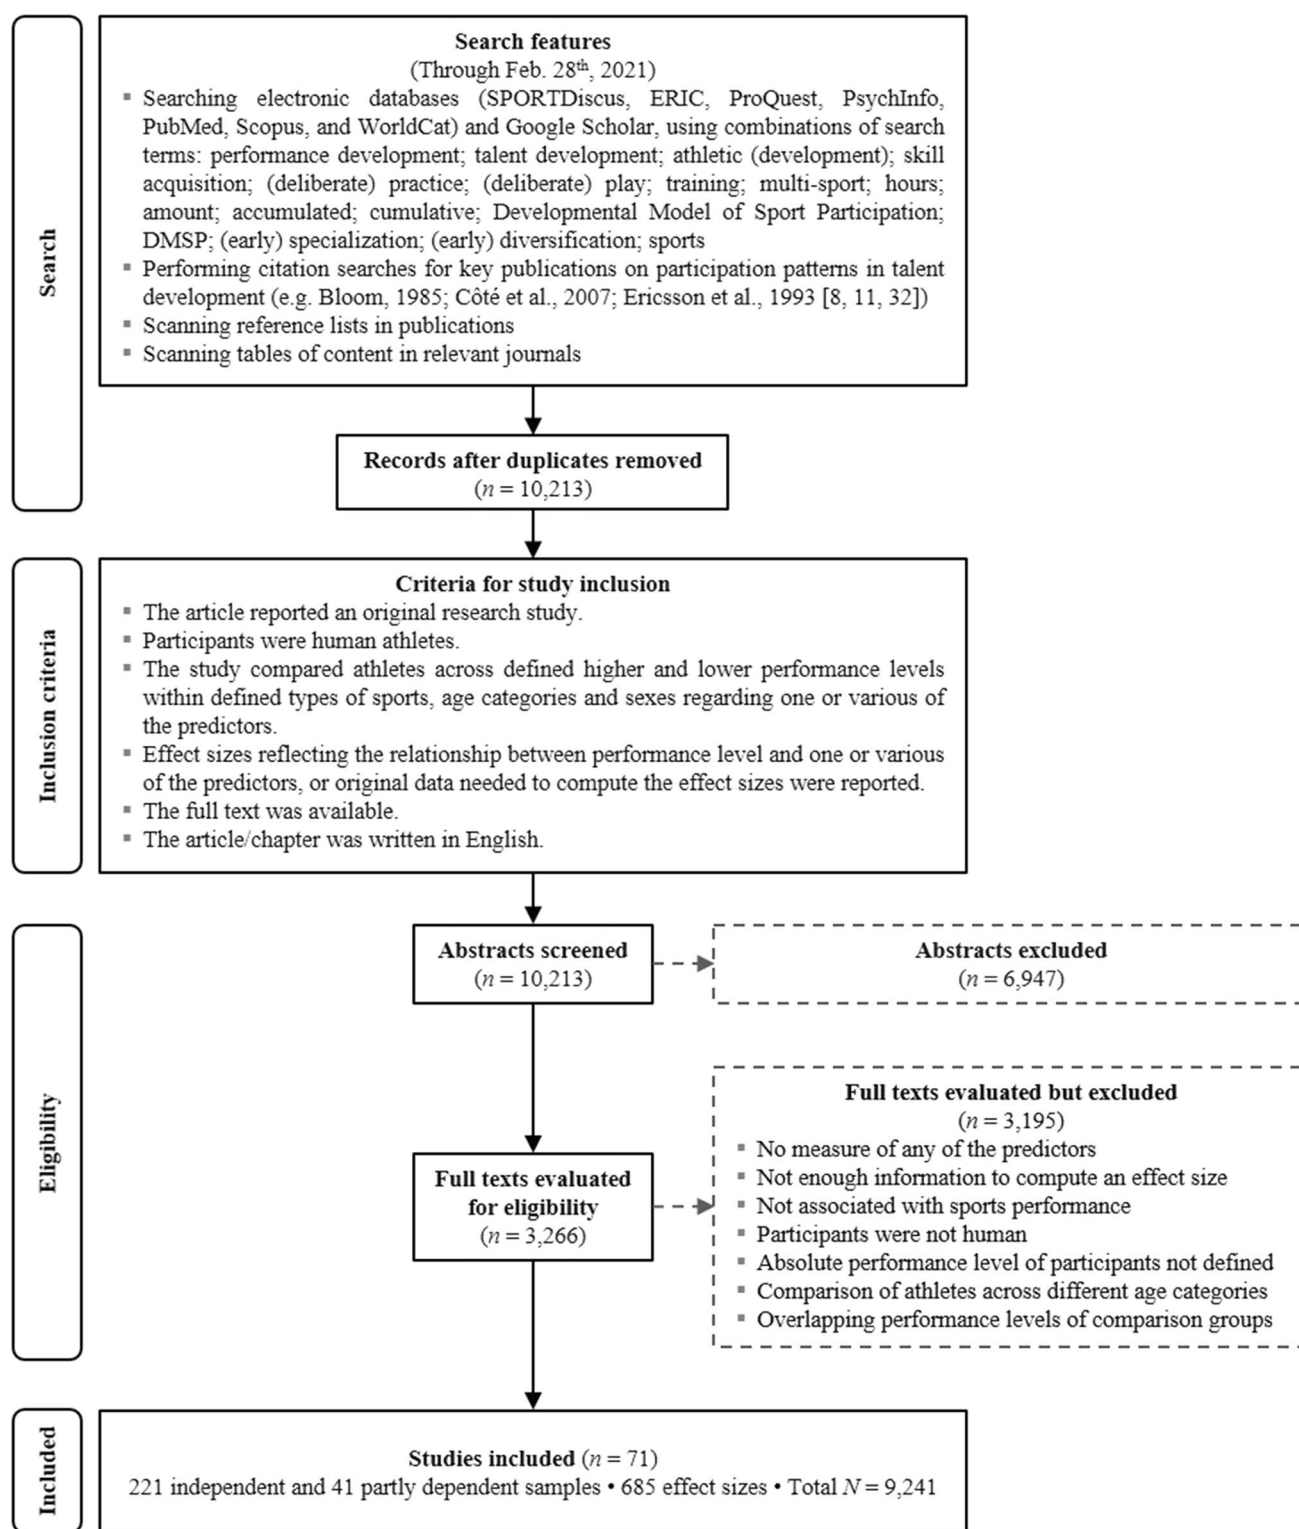 Search
Search features
(Through Feb. 28th, 2021)
▪ Searching electronic databases (SPORTDiscus, ERIC, ProQuest, PsychInfo,
PubMed, Scopus, and WorldCat) and Google Scholar, using combinations of search
terms: performance development; talent development; athletic (development); skill
acquisition; (deliberate) practice; (deliberate) play; training; multi-sport; hours;
amount; accumulated; cumulative; Developmental Model of Sport Participation;
DMSP; (early) specialization; (early) diversification; sports
▪ Performing citation searches for key publications on participation patterns in talent
development (e.g. Bloom, 1985; Côté et al., 2007; Ericsson et al., 1993 [8, 11, 32])
▪ Scanning reference lists in publications
▪ Scanning tables of content in relevant journals
Records after duplicates removed
(n = 10,213)
Inclusion criteria
Criteria for study inclusion
▪ The article reported an original research study.
▪ Participants were human athletes.
▪ The study compared athletes across defined higher and lower performance levels
within defined types of sports, age categories and sexes regarding one or various of
the predictors.
▪ Effect sizes reflecting the relationship between performance level and one or various
of the predictors, or original data needed to compute the effect sizes were reported.
▪ The full text was available.
▪ The article/chapter was written in English.
Eligibility
Abstracts screened
(n = 10,213)
Abstracts excluded
(n = 6,947)
Full texts evaluated
for eligibility
(n = 3,266)
Full texts evaluated but excluded
(n = 3,195)
▪ No measure of any of the predictors
▪ Not enough information to compute an effect size
▪ Not associated with sports performance
▪ Participants were not human
▪ Absolute performance level of participants not defined
▪ Comparison of athletes across different age categories
▪ Overlapping performance levels of comparison groups
Included
Studies included (n = 71)
221 independent and 41 partly dependent samples • 685 effect sizes • Total N = 9,241